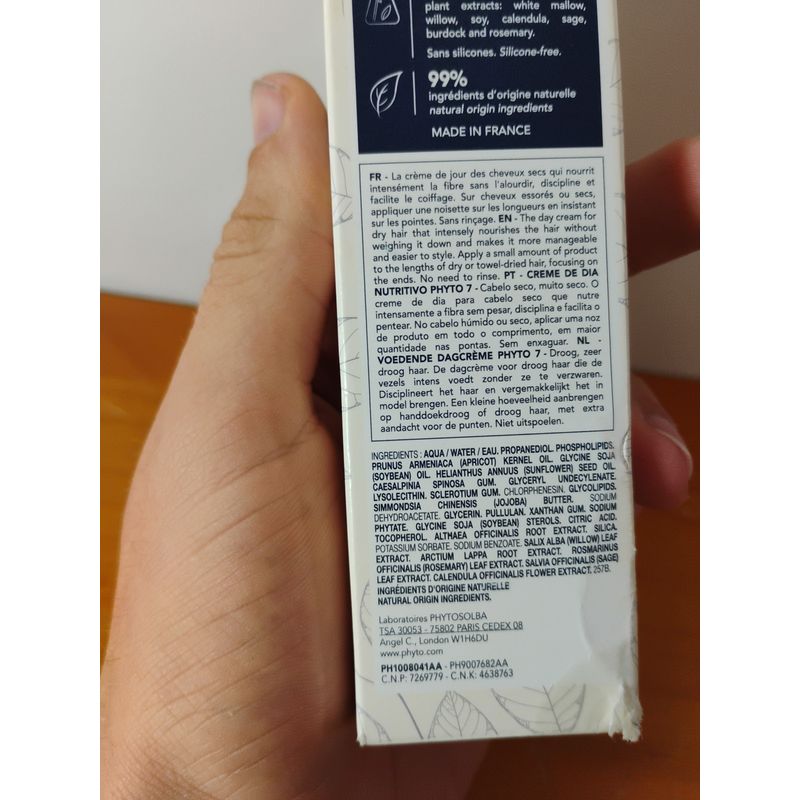 plant extracts: white mallow,
willow, soy, calendula, sage,
burdock and rosemary.
Sans silicones. Silicone-free.
99%
ingrédients d'origine naturelle
natural origin ingredients
MADE IN FRANCE
FR - La crème de jour des cheveux secs qui nourrit
intensément la fibre sans l'alourdir, discipline et
facilite le coiffage. Sur cheveux essorés ou secs,
appliquer une noisette sur les longueurs en insistant
sur les pointes. Sans rinçage. EN - The day cream for
dry hair that intensely nourishes the hair without
weighing it down and makes it more manageable
and easier to style. Apply a small amount of product
to the lengths of dry or towel-dried hair, focusing on
the ends. No need to rinse. PT - CREME DE DIA
NUTRITIVO PHYTO 7 - Cabelo seco, muito seco. O
creme de dia para cabelo seco que nutre
intensamente a fibra sem pesar, disciplina e facilita o
pentear. No cabelo húmido ou seco, aplicar uma noz
de produto em todo o comprimento, em maior
quantidade nas pontas. Sem enxaguar. NL -
VOEDENDE DAGCRÈME PHYTO 7 - Droog, zeer
droog haar. De dagcrème voor droog haar die de
vezels intens voedt zonder ze te verzwaren.
Disciplineert het haar en vergemakkelijkt het in
model brengen. Een kleine hoeveelheid aanbrengen
op handdoekdroog of droog haar, met extra
aandacht voor de punten. Niet uitspoelen.
INGREDIENTS : AQUA / WATER / EAU. PROPANEDIOL. PHOSPHOLIPIDS.
PRUNUS ARMENIACA (APRICOT) KERNEL OIL. GLYCINE SOJA
(SOYBEAN) OIL. HELIANTHUS ANNUUS (SUNFLOWER) SEED OIL.
CAESALPINIA SPINOSA GUM. GLYCERYL UNDECYLENATE.
LYSOLECITHIN. SCLEROTIUM GUM. CHLORPHENESIN. GLYCOLIPIDS.
SIMMONDSIA CHINENSIS (JOJOBA) BUTTER. SODIUM
DEHYDROACETATE. GLYCERIN. PULLULAN. XANTHAN GUM. SODIUM
PHYTATE. GLYCINE SOJA (SOYBEAN) STEROLS. CITRIC ACID.
TOCOPHEROL. ALTHAEA OFFICINALIS ROOT EXTRACT. SILICA.
POTASSIUM SORBATE. SODIUM BENZOATE. SALIX ALBA (WILLOW) LEAF
EXTRACT. ARCTIUM LAPPA ROOT EXTRACT. ROSMARINUS
OFFICINALIS (ROSEMARY) LEAF EXTRACT. SALVIA OFFICINALIS (SAGE)
LEAF EXTRACT. CALENDULA OFFICINALIS FLOWER EXTRACT. 257B.
INGRÉDIENTS D'ORIGINE NATURELLE
NATURAL ORIGIN INGREDIENTS.
Laboratoires PHYTOSOLBA
TSA 30053 - 75802 PARIS CEDEX 08
Angel C., London W1H6DU
www.phyto.com
PH1008041AA - PH9007682AA
C.N.P: 7269779 - C.N.K: 4638763